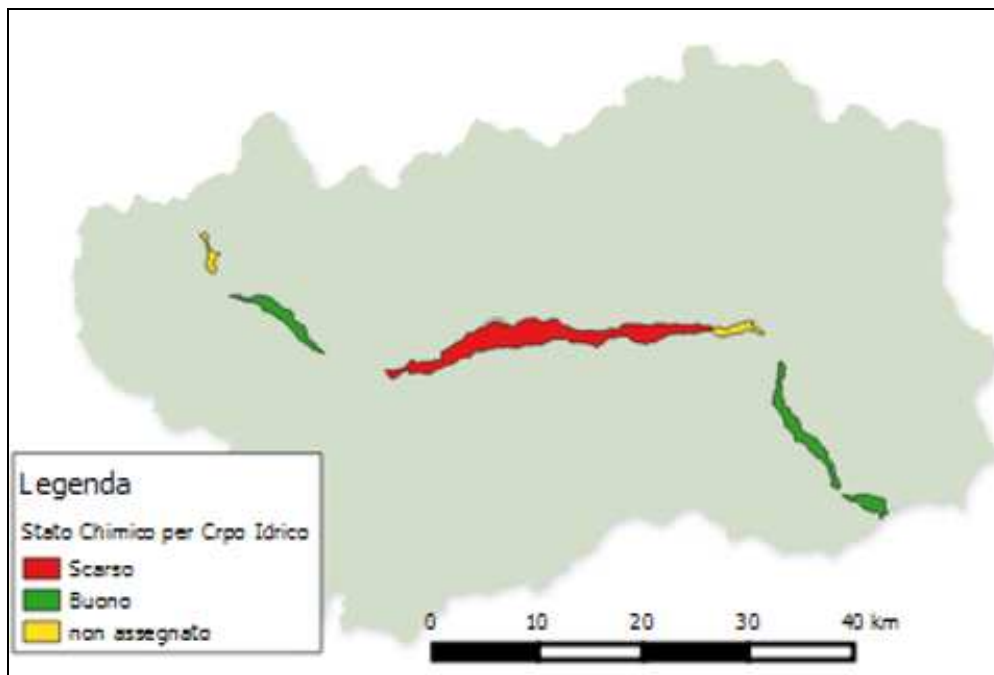 Legenda
Stato Chimico per Crpo Idrico
Scarso
Buono
non assegnato
0 10 20 30 40 km